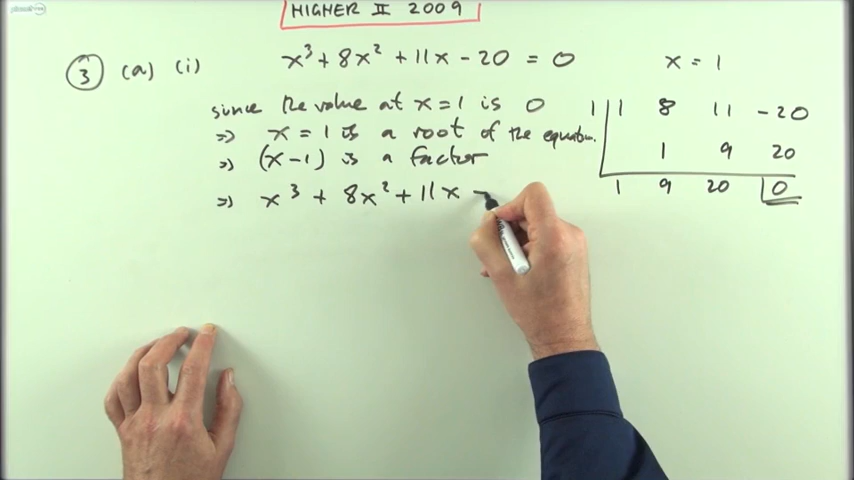 HIGHER II 2009
3 (a) (i) x³ + 8x² + 11x - 20 = 0 x = 1
since the value at x = 1 is 0
=> x = 1 is a root of the equation.
=> (x-1) is a factor
=> x³ + 8x² + 11x -
1 | 1 8 11 -20
1 9 20
1 9 20 0